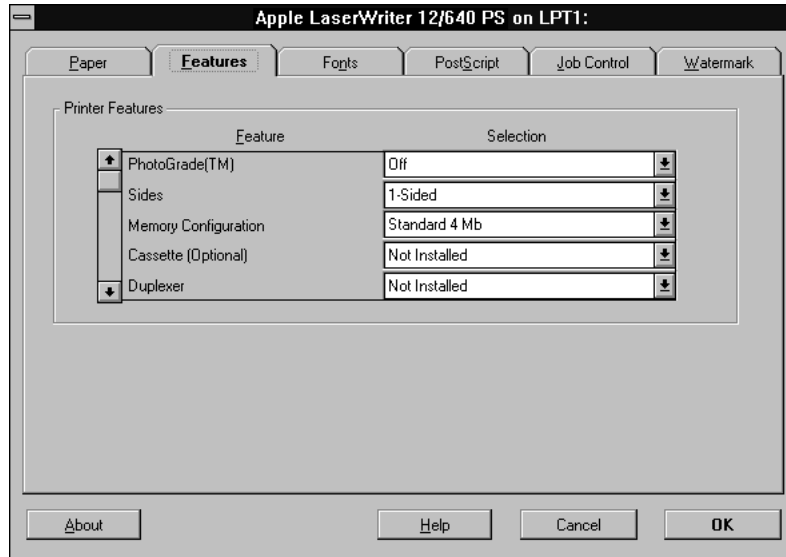 Apple LaserWriter 12/640 PS on LPT1:
Paper Features Fonts PostScript Job Control Watermark
Printer Features
Feature Selection
PhotoGrade(TM) Off
Sides 1-Sided
Memory Configuration Standard 4 Mb
Cassette (Optional) Not Installed
Duplexer Not Installed
About Help Cancel OK